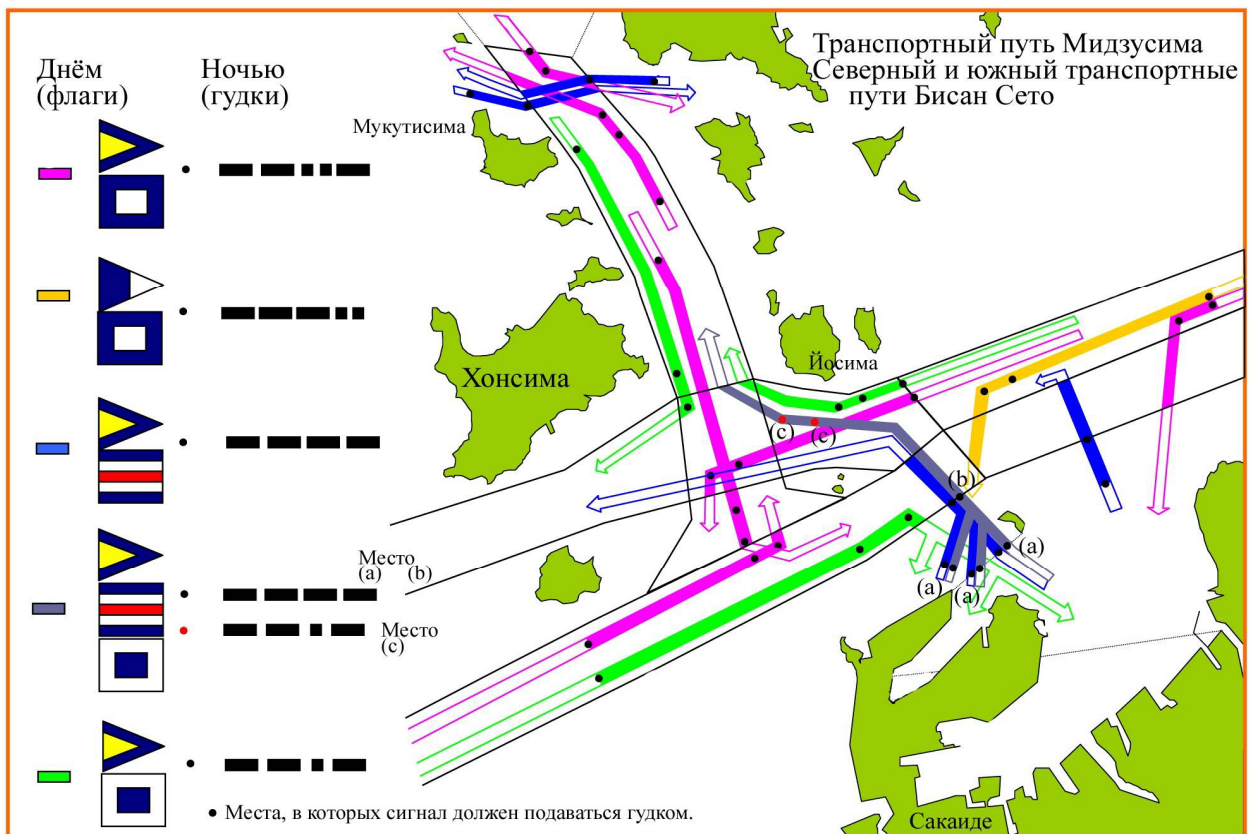 Транспортный путь Мидзусима
Северный и южный транспортные
пути Бисан Сето
Днём
(флаги)
Ночью
(гудки)
Мукутисима
Хонсима
Йосима
(c)
(c)
(b)
(a)
(a)
(a)
Место
(a) (b)
Место
(c)
• Места, в которых сигнал должен подаваться гудком.
Сакаиде